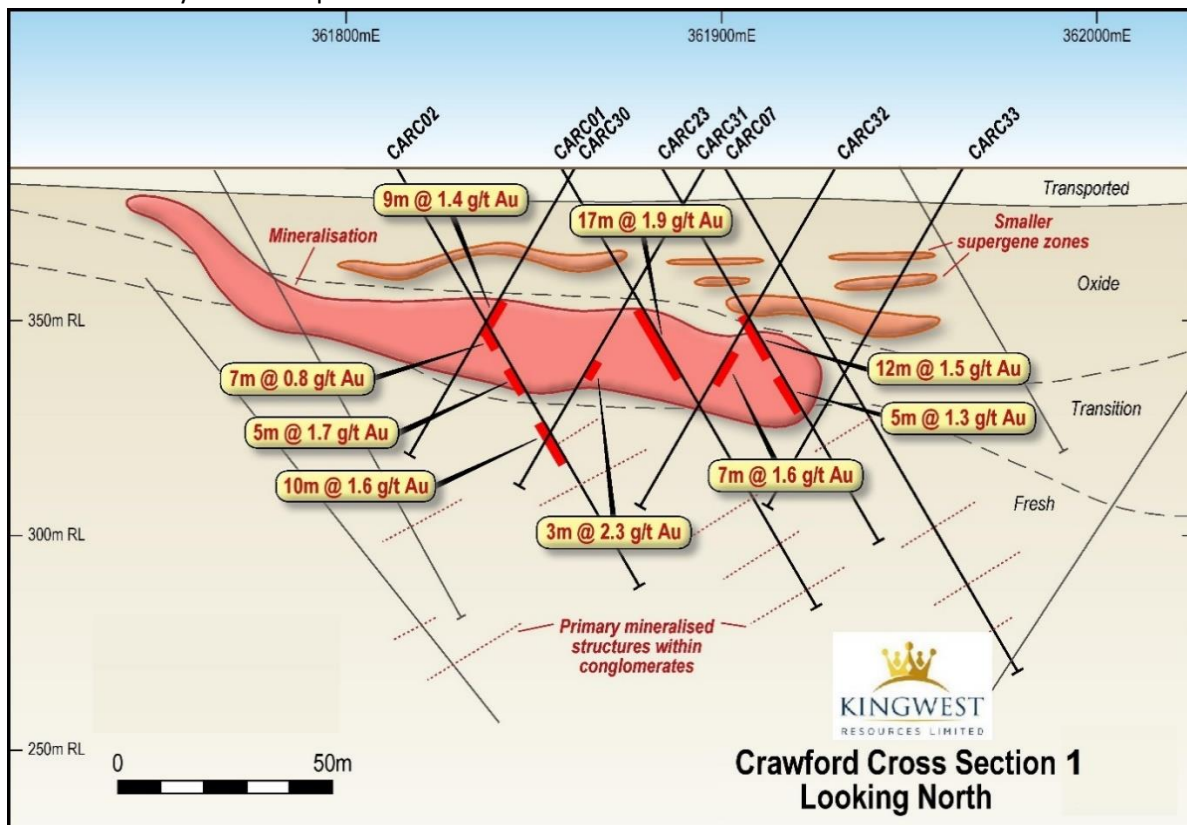 361800mE
361900mE
362000mE
CARC02
CARC01
CARC30
CARC23
CARC31
CARC07
CARC32
CARC33
Transported
9m @ 1.4 g/t Au
17m @ 1.9 g/t Au
Smaller
supergene zones
Mineralisation
Oxide
350m RL
7m @ 0.8 g/t Au
12m @ 1.5 g/t Au
Transition
5m @ 1.7 g/t Au
5m @ 1.3 g/t Au
10m @ 1.6 g/t Au
7m @ 1.6 g/t Au
Fresh
300m RL
3m @ 2.3 g/t Au
Primary mineralised
structures within
conglomerates
KINGWEST
RESOURCES LIMITED
250m RL
0
50m
Crawford Cross Section 1
Looking North